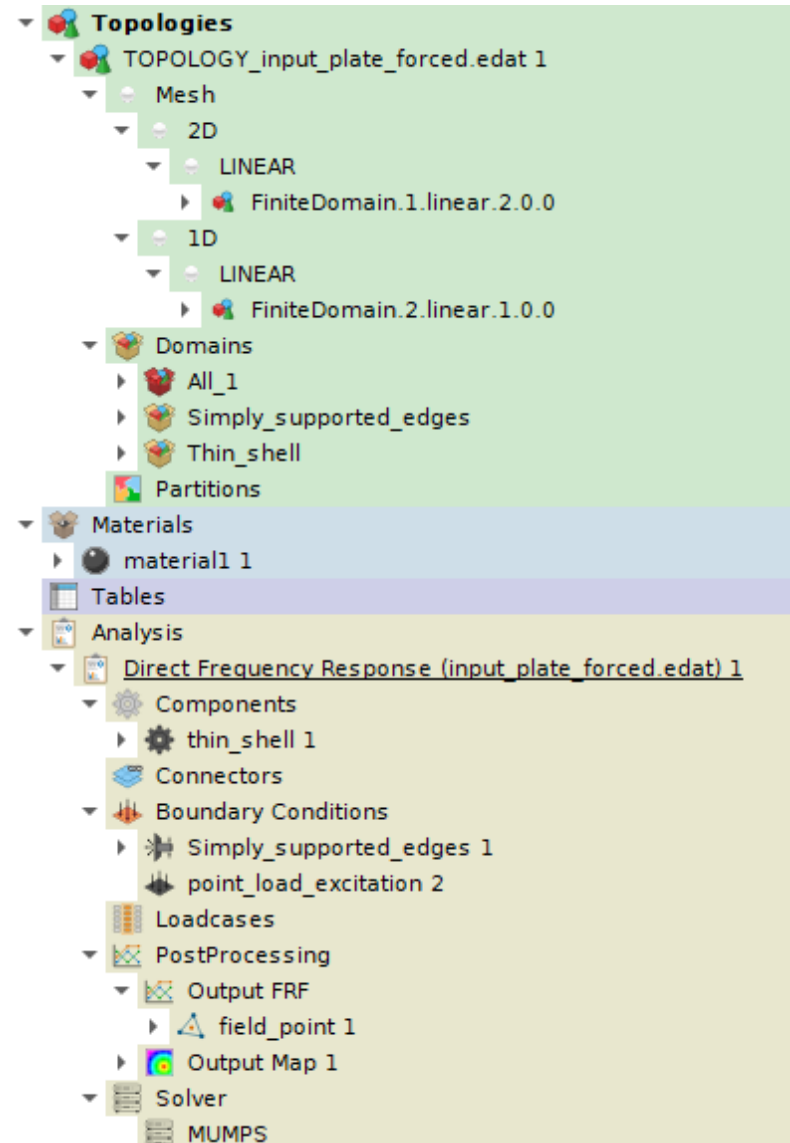 Topologies
TOPOLOGY_input_plate_forced.edat 1
Mesh
2D
LINEAR
FiniteDomain.1.linear.2.0.0
1D
LINEAR
FiniteDomain.2.linear.1.0.0
Domains
All_1
Simply_supported_edges
Thin_shell
Partitions
Materials
material1 1
Tables
Analysis
Direct Frequency Response (input_plate_forced.edat) 1
Components
thin_shell 1
Connectors
Boundary Conditions
Simply_supported_edges 1
point_load_excitation 2
Loadcases
PostProcessing
Output FRF
field_point 1
Output Map 1
Solver
MUMPS